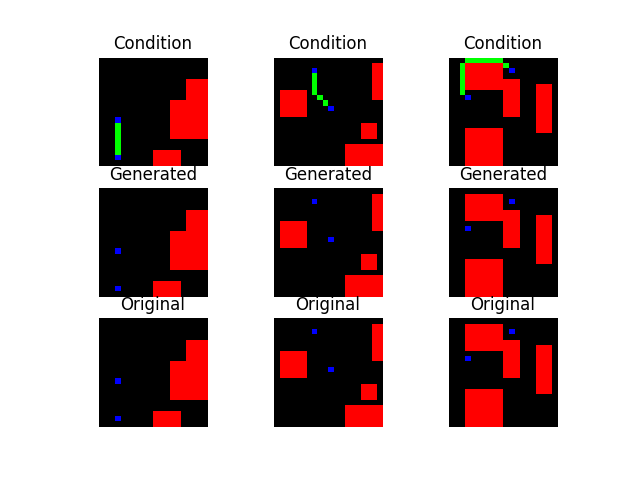 Condition Condition Condition
Generated Generated Generated
Original Original Original